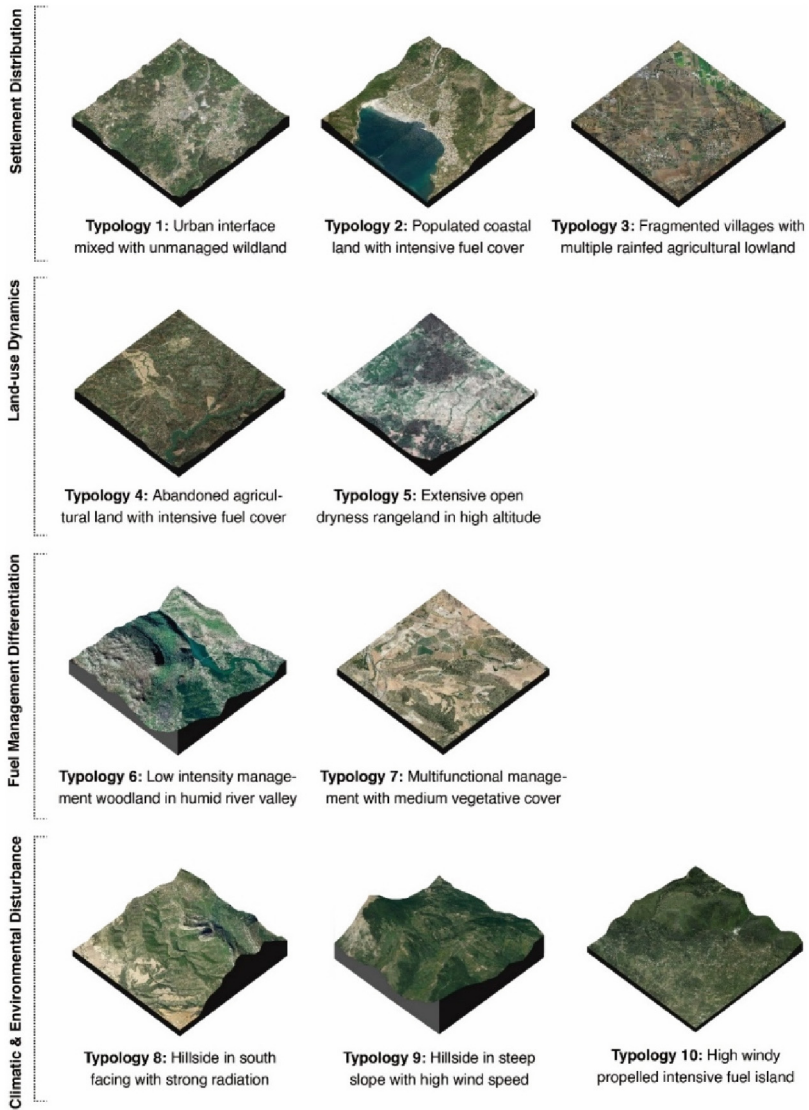 Settlement Distribution
Typology 1: Urban interface
mixed with unmanaged wildland
Typology 2: Populated coastal
land with intensive fuel cover
Typology 3: Fragmented villages with
multiple rainfed agricultural lowland
Land-use Dynamics
Typology 4: Abandoned agricul-
tural land with intensive fuel cover
Typology 5: Extensive open
dryness rangeland in high altitude
Fuel Management Differentiation
Typology 6: Low intensity manage-
ment woodland in humid river valley
Typology 7: Multifunctional manage-
ment with medium vegetative cover
Climatic & Environmental Disturbance
Typology 8: Hillside in south
facing with strong radiation
Typology 9: Hillside in steep
slope with high wind speed
Typology 10: High windy
propelled intensive fuel island